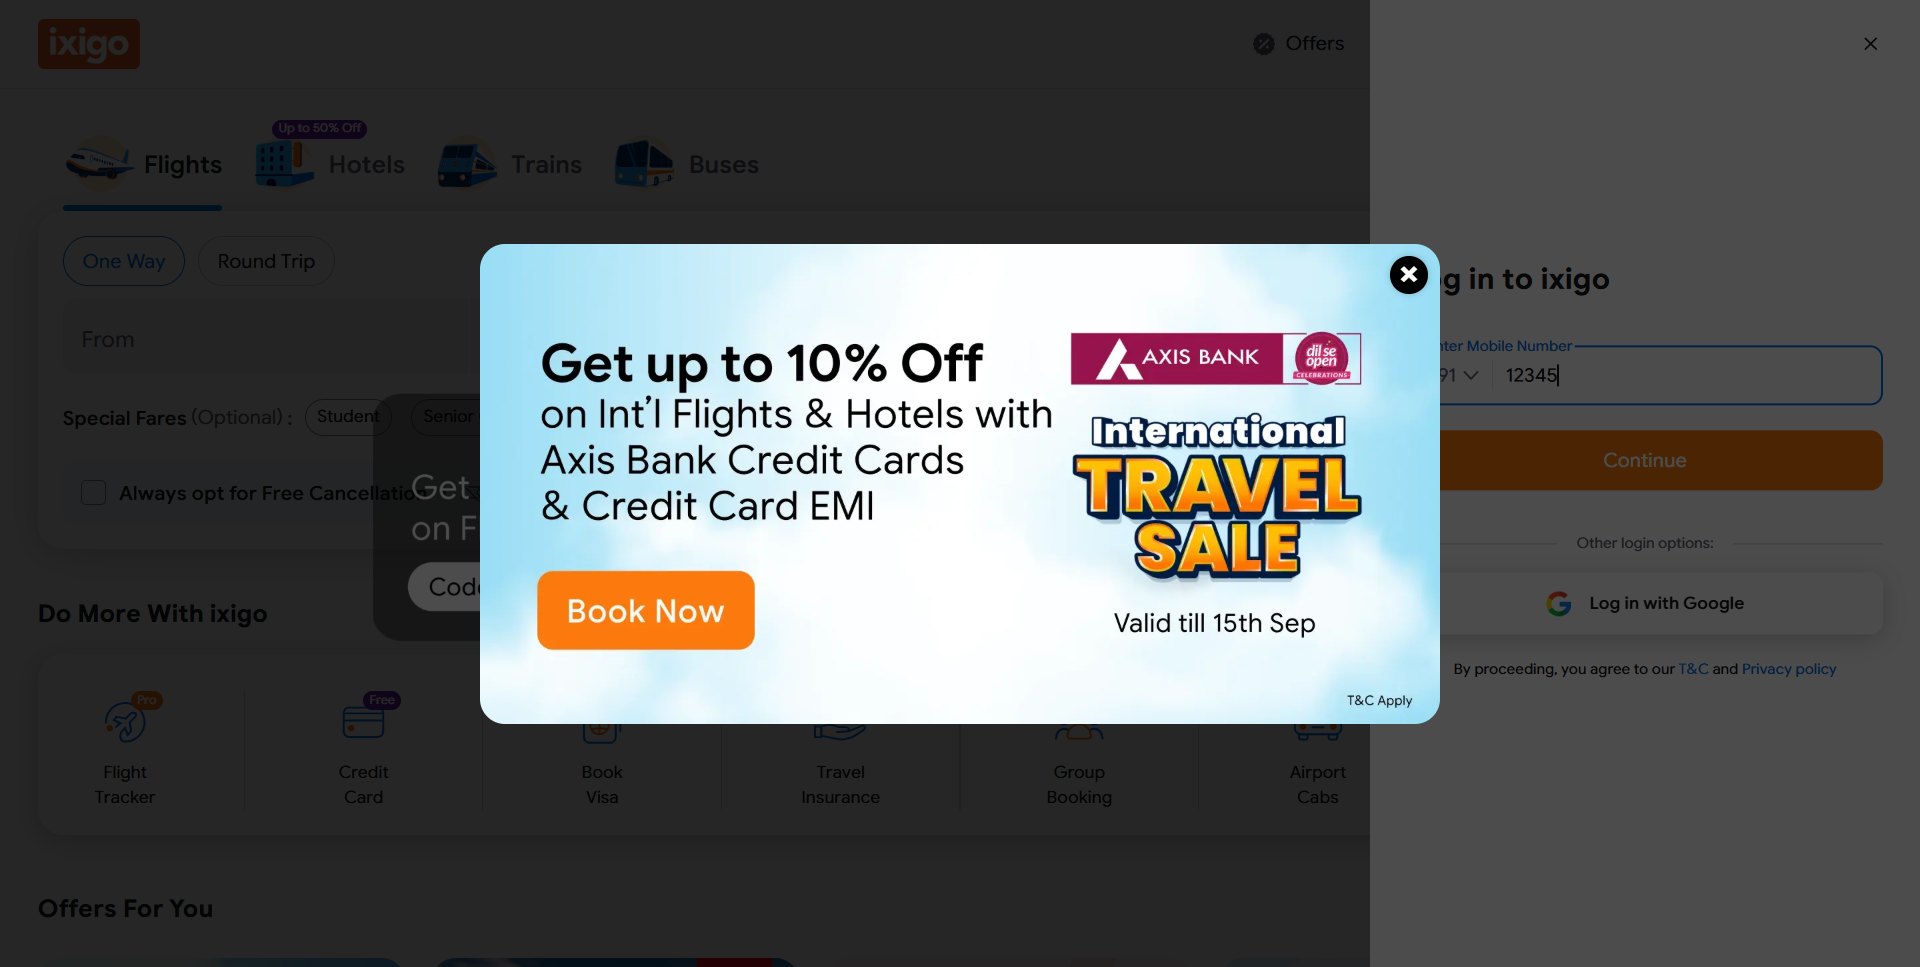 ixigo
Offers
Up to 50% Off
Flights
Hotels
Trains
Buses
One Way
Round Trip
From
Special Fares (Optional) :
Student
Senior
Always opt for Free Cancellation
Get
on F
Code
Get up to 10% Off
on Int'l Flights & Hotels with
Axis Bank Credit Cards
& Credit Card EMI
Book Now
AXIS BANK
dil se
open
CELEBRATIONS
International
TRAVEL
SALE
Valid till 15th Sep
T&C Apply
g in to ixigo
nter Mobile Number
91
12345
Continue
Other login options:
Log in with Google
By proceeding, you agree to our T&C and Privacy policy
Do More With ixigo
Pro
Flight
Tracker
Free
Credit
Card
Book
Visa
Travel
Insurance
Group
Booking
Airport
Cabs
Offers For You